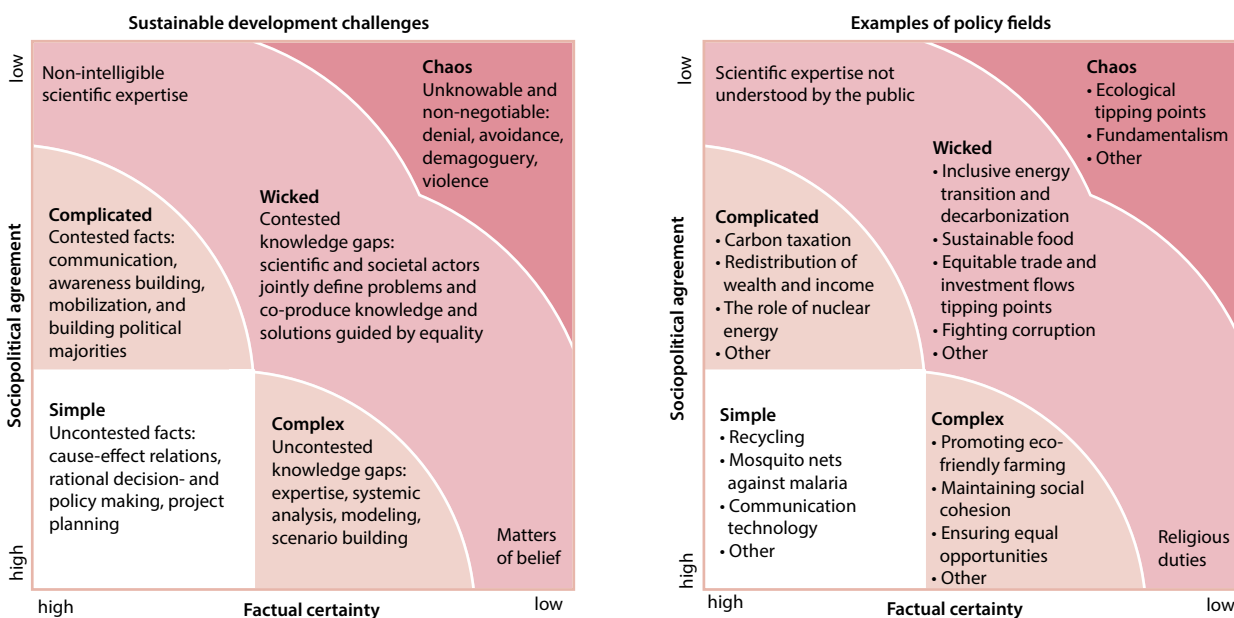 Sustainable development challenges
low
Non-intelligible
scientific expertise
Chaos
Unknowable and
non-negotiable:
denial, avoidance,
demagoguery,
violence
Complicated
Contested facts:
communication,
awareness building,
mobilization, and
building political
majorities
Wicked
Contested
knowledge gaps:
scientific and societal actors
jointly define problems and
co-produce knowledge and
solutions guided by equality
Sociopolitical agreement
Simple
Uncontested facts:
cause-effect relations,
rational decision- and
policy making, project
planning
Complex
Uncontested
knowledge gaps:
expertise, systemic
analysis, modeling,
scenario building
Matters
of belief
high
high
Factual certainty
low
Examples of policy fields
low
Scientific expertise not
understood by the public
Chaos
• Ecological
tipping points
• Fundamentalism
• Other
Complicated
• Carbon taxation
• Redistribution of
wealth and income
• The role of nuclear
energy
• Other
Wicked
• Inclusive energy
transition and
decarbonization
• Sustainable food
• Equitable trade and
investment flows
tipping points
• Fighting corruption
• Other
Sociopolitical agreement
Simple
• Recycling
• Mosquito nets
against malaria
• Communication
technology
• Other
Complex
• Promoting eco-
friendly farming
• Maintaining social
cohesion
• Ensuring equal
opportunities
• Other
Religious
duties
high
high
Factual certainty
low